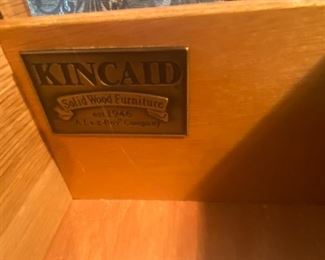 KINCAID
Solid Wood Furniture
est. 1946
A La-z-Boy Company